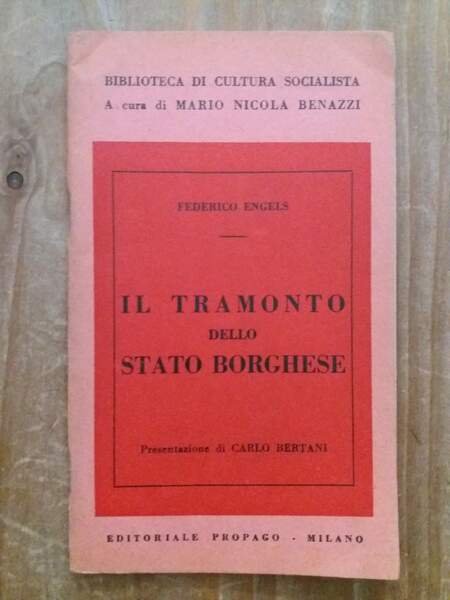 BIBLIOTECA DI CULTURA SOCIALISTA
A cura di MARIO NICOLA BENAZZI
FEDERICO ENGELS
IL TRAMONTO
DELLO
STATO BORGHESE
Presentazione di CARLO BERTANI
EDITORIALE PROPAGO - MILANO